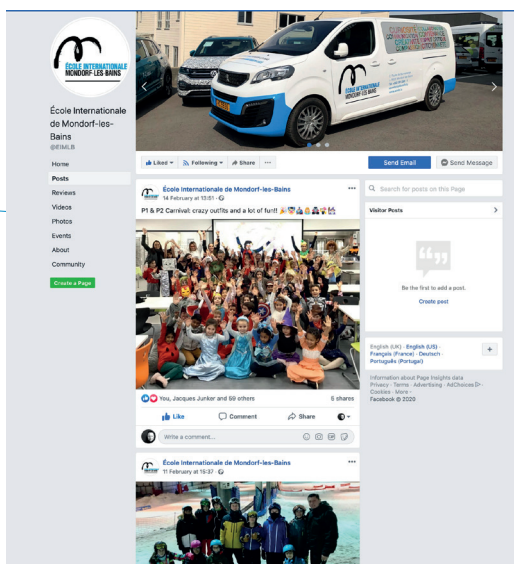 ÉCOLE INTERNATIONALE
MONDORF-LES-BAINS
École Internationale
de Mondorf-les-
Bains
@EIMLB
Home
Posts
Reviews
Videos
Photos
Events
About
Community
Create a Page
Liked
Following
Share
Send Email
Send Message
École Internationale de Mondorf-les-Bains
14 February at 13:51
P1 & P2 Carnival: crazy outfits and a lot of fun!!
You, Jacques Junker and 59 others
5 shares
Like
Comment
Share
Write a comment...
École Internationale de Mondorf-les-Bains
11 February at 15:37
Search for posts on this Page
Visitor Posts
Be the first to add a post.
Create post
English (UK) · English (US) ·
Français (France) · Deutsch ·
Português (Portugal)
Information about Page Insights data
Privacy · Terms · Advertising · AdChoices
Cookies · More
Facebook © 2020